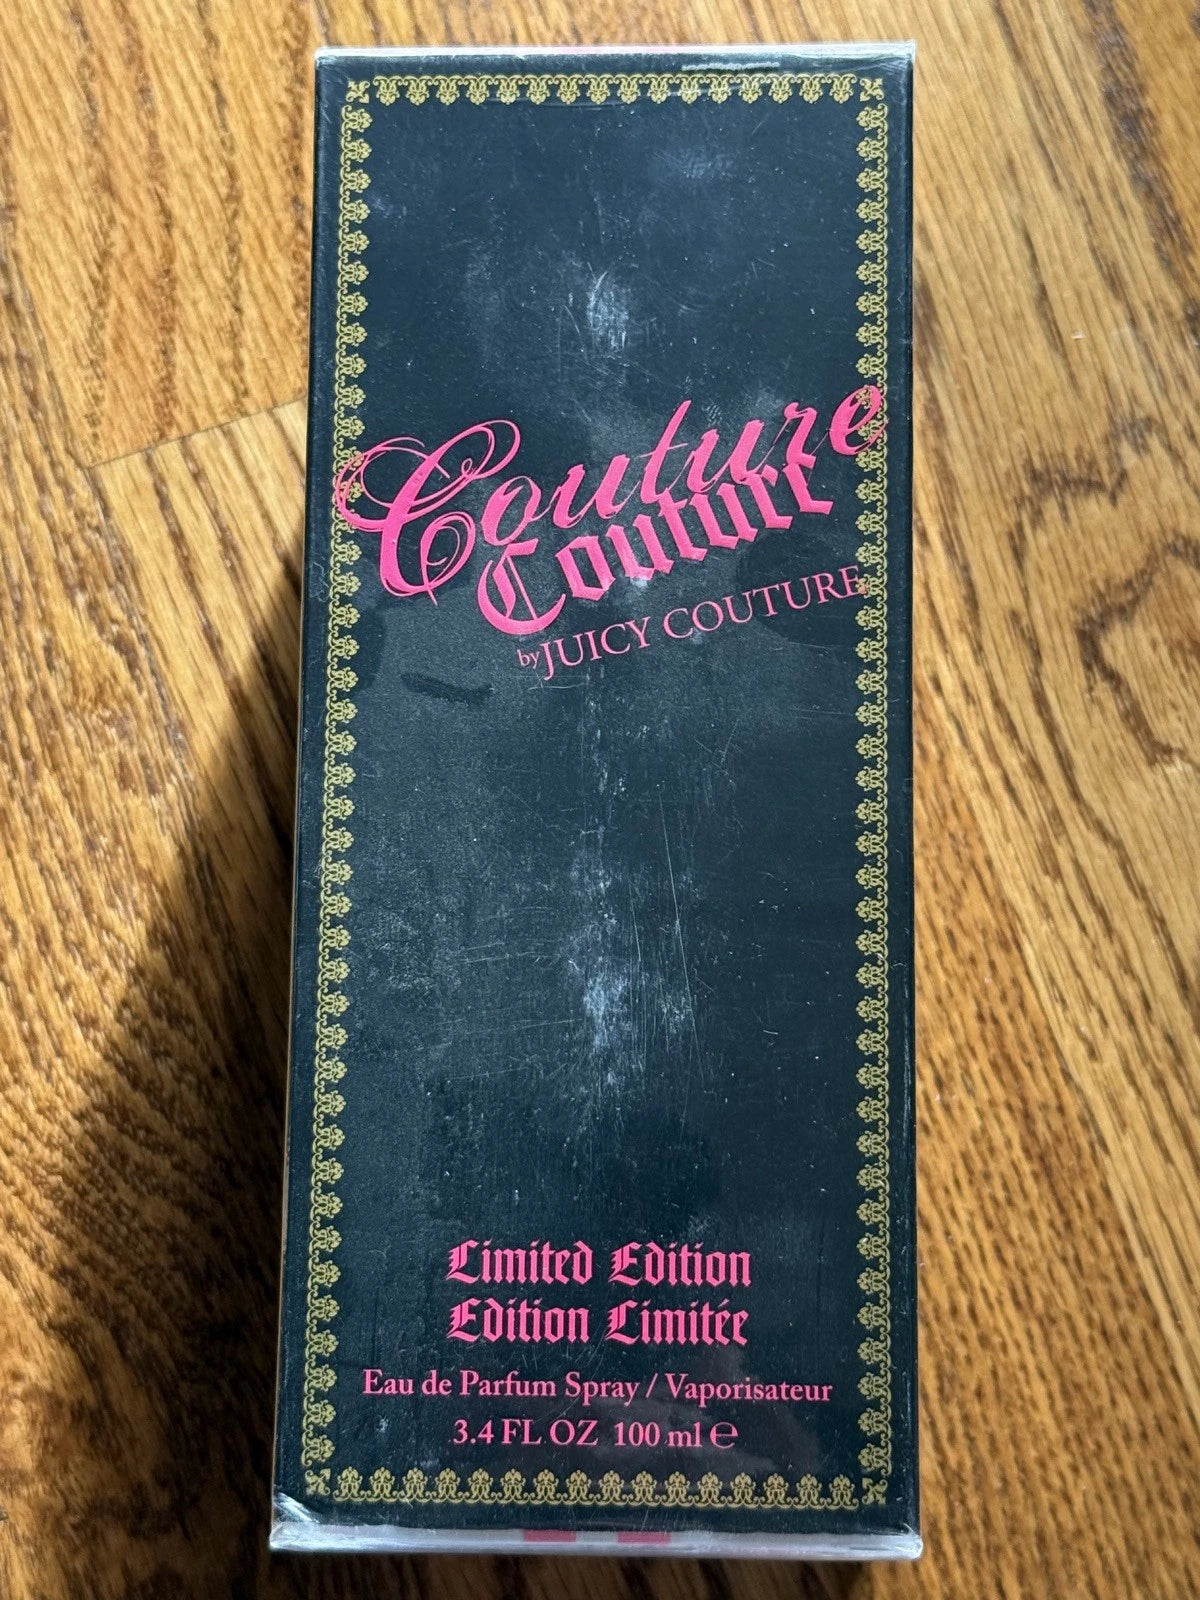 Couture
Couture
by JUICY COUTURE
Limited Edition
Edition Limitée
Eau de Parfum Spray / Vaporisateur
3.4 FL OZ 100 ml ℮